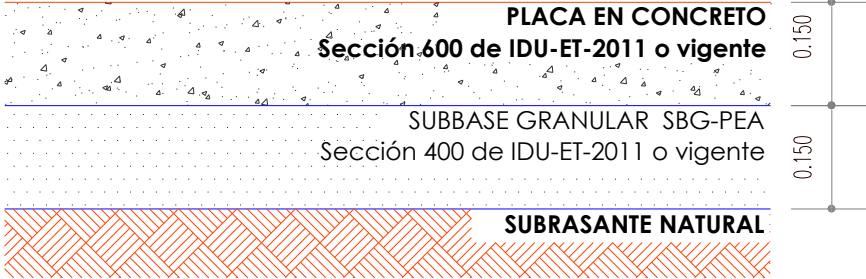 PLACA EN CONCRETO
Sección 600 de IDU-ET-2011 o vigente
0.150
SUBBASE GRANULAR SBG-PEA
Sección 400 de IDU-ET-2011 o vigente
0.150
SUBRASANTE NATURAL